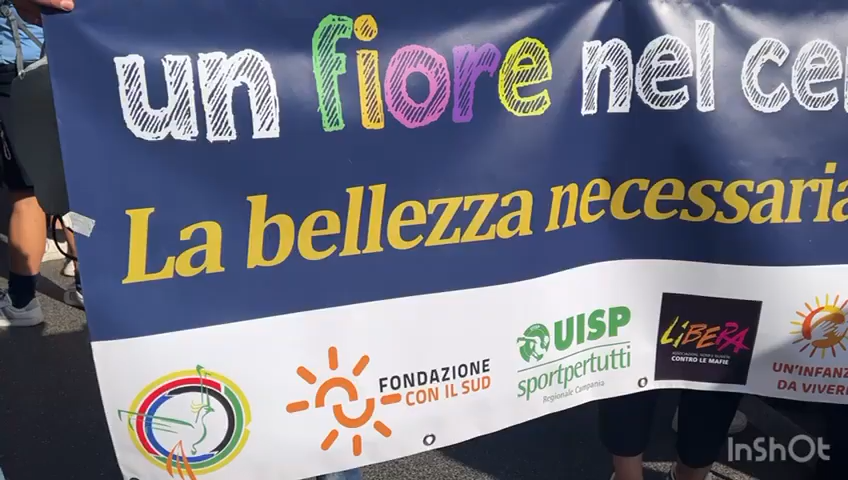 un fiore nel ce
La bellezza necessaria
FONDAZIONE
CON IL SUD
UISP
sportpertutti
Regionale Campania
LIBERA
CONTRO LE MAFIE
UN'INFANZ
DA VIVERE
InShOt